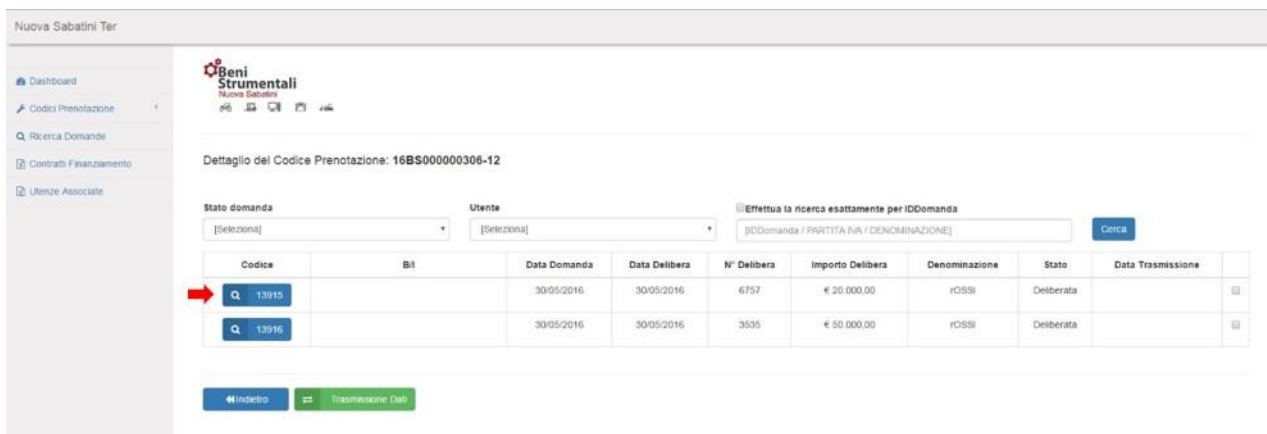 Nuova Sabatini Ter
Dashboard
Codici Prenotazione
Ricerca Domande
Contratti Finanziamento
Utenze Associate
Beni
Strumentali
Nuova Sabatini
Dettaglio del Codice Prenotazione: 16BS000000306-12
Stato domanda Utente Effettua la ricerca esattamente per IDDomanda
[Seleziona] [Seleziona] [IDDomanda / PARTITA IVA / DENOMINAZIONE] Cerca
Codice B/I Data Domanda Data Delibera N° Delibera Importo Delibera Denominazione Stato Data Trasmissione
13915 30/05/2016 30/05/2016 6757 € 20.000,00 rOSSI Deliberata
13916 30/05/2016 30/05/2016 3535 € 50.000,00 rOSSI Deliberata
Indietro Trasmissione Dati